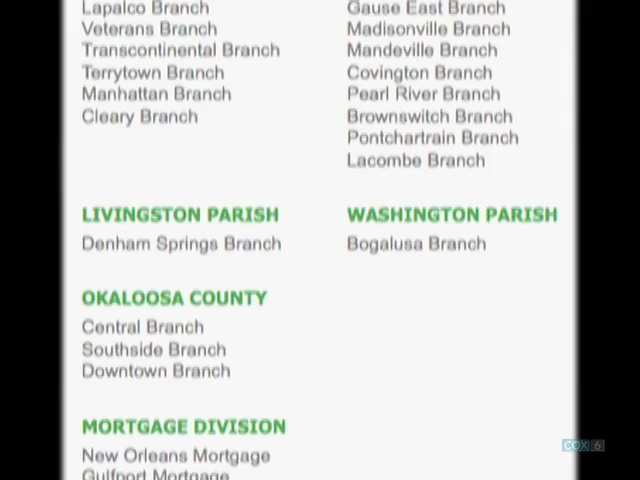 Lapalco Branch
Veterans Branch
Transcontinental Branch
Terrytown Branch
Manhattan Branch
Cleary Branch
Gause East Branch
Madisonville Branch
Mandeville Branch
Covington Branch
Pearl River Branch
Brownswitch Branch
Pontchartrain Branch
Lacombe Branch
LIVINGSTON PARISH
Denham Springs Branch
WASHINGTON PARISH
Bogalusa Branch
OKALOOSA COUNTY
Central Branch
Southside Branch
Downtown Branch
MORTGAGE DIVISION
New Orleans Mortgage
Gulfport Mortgage
COX 6